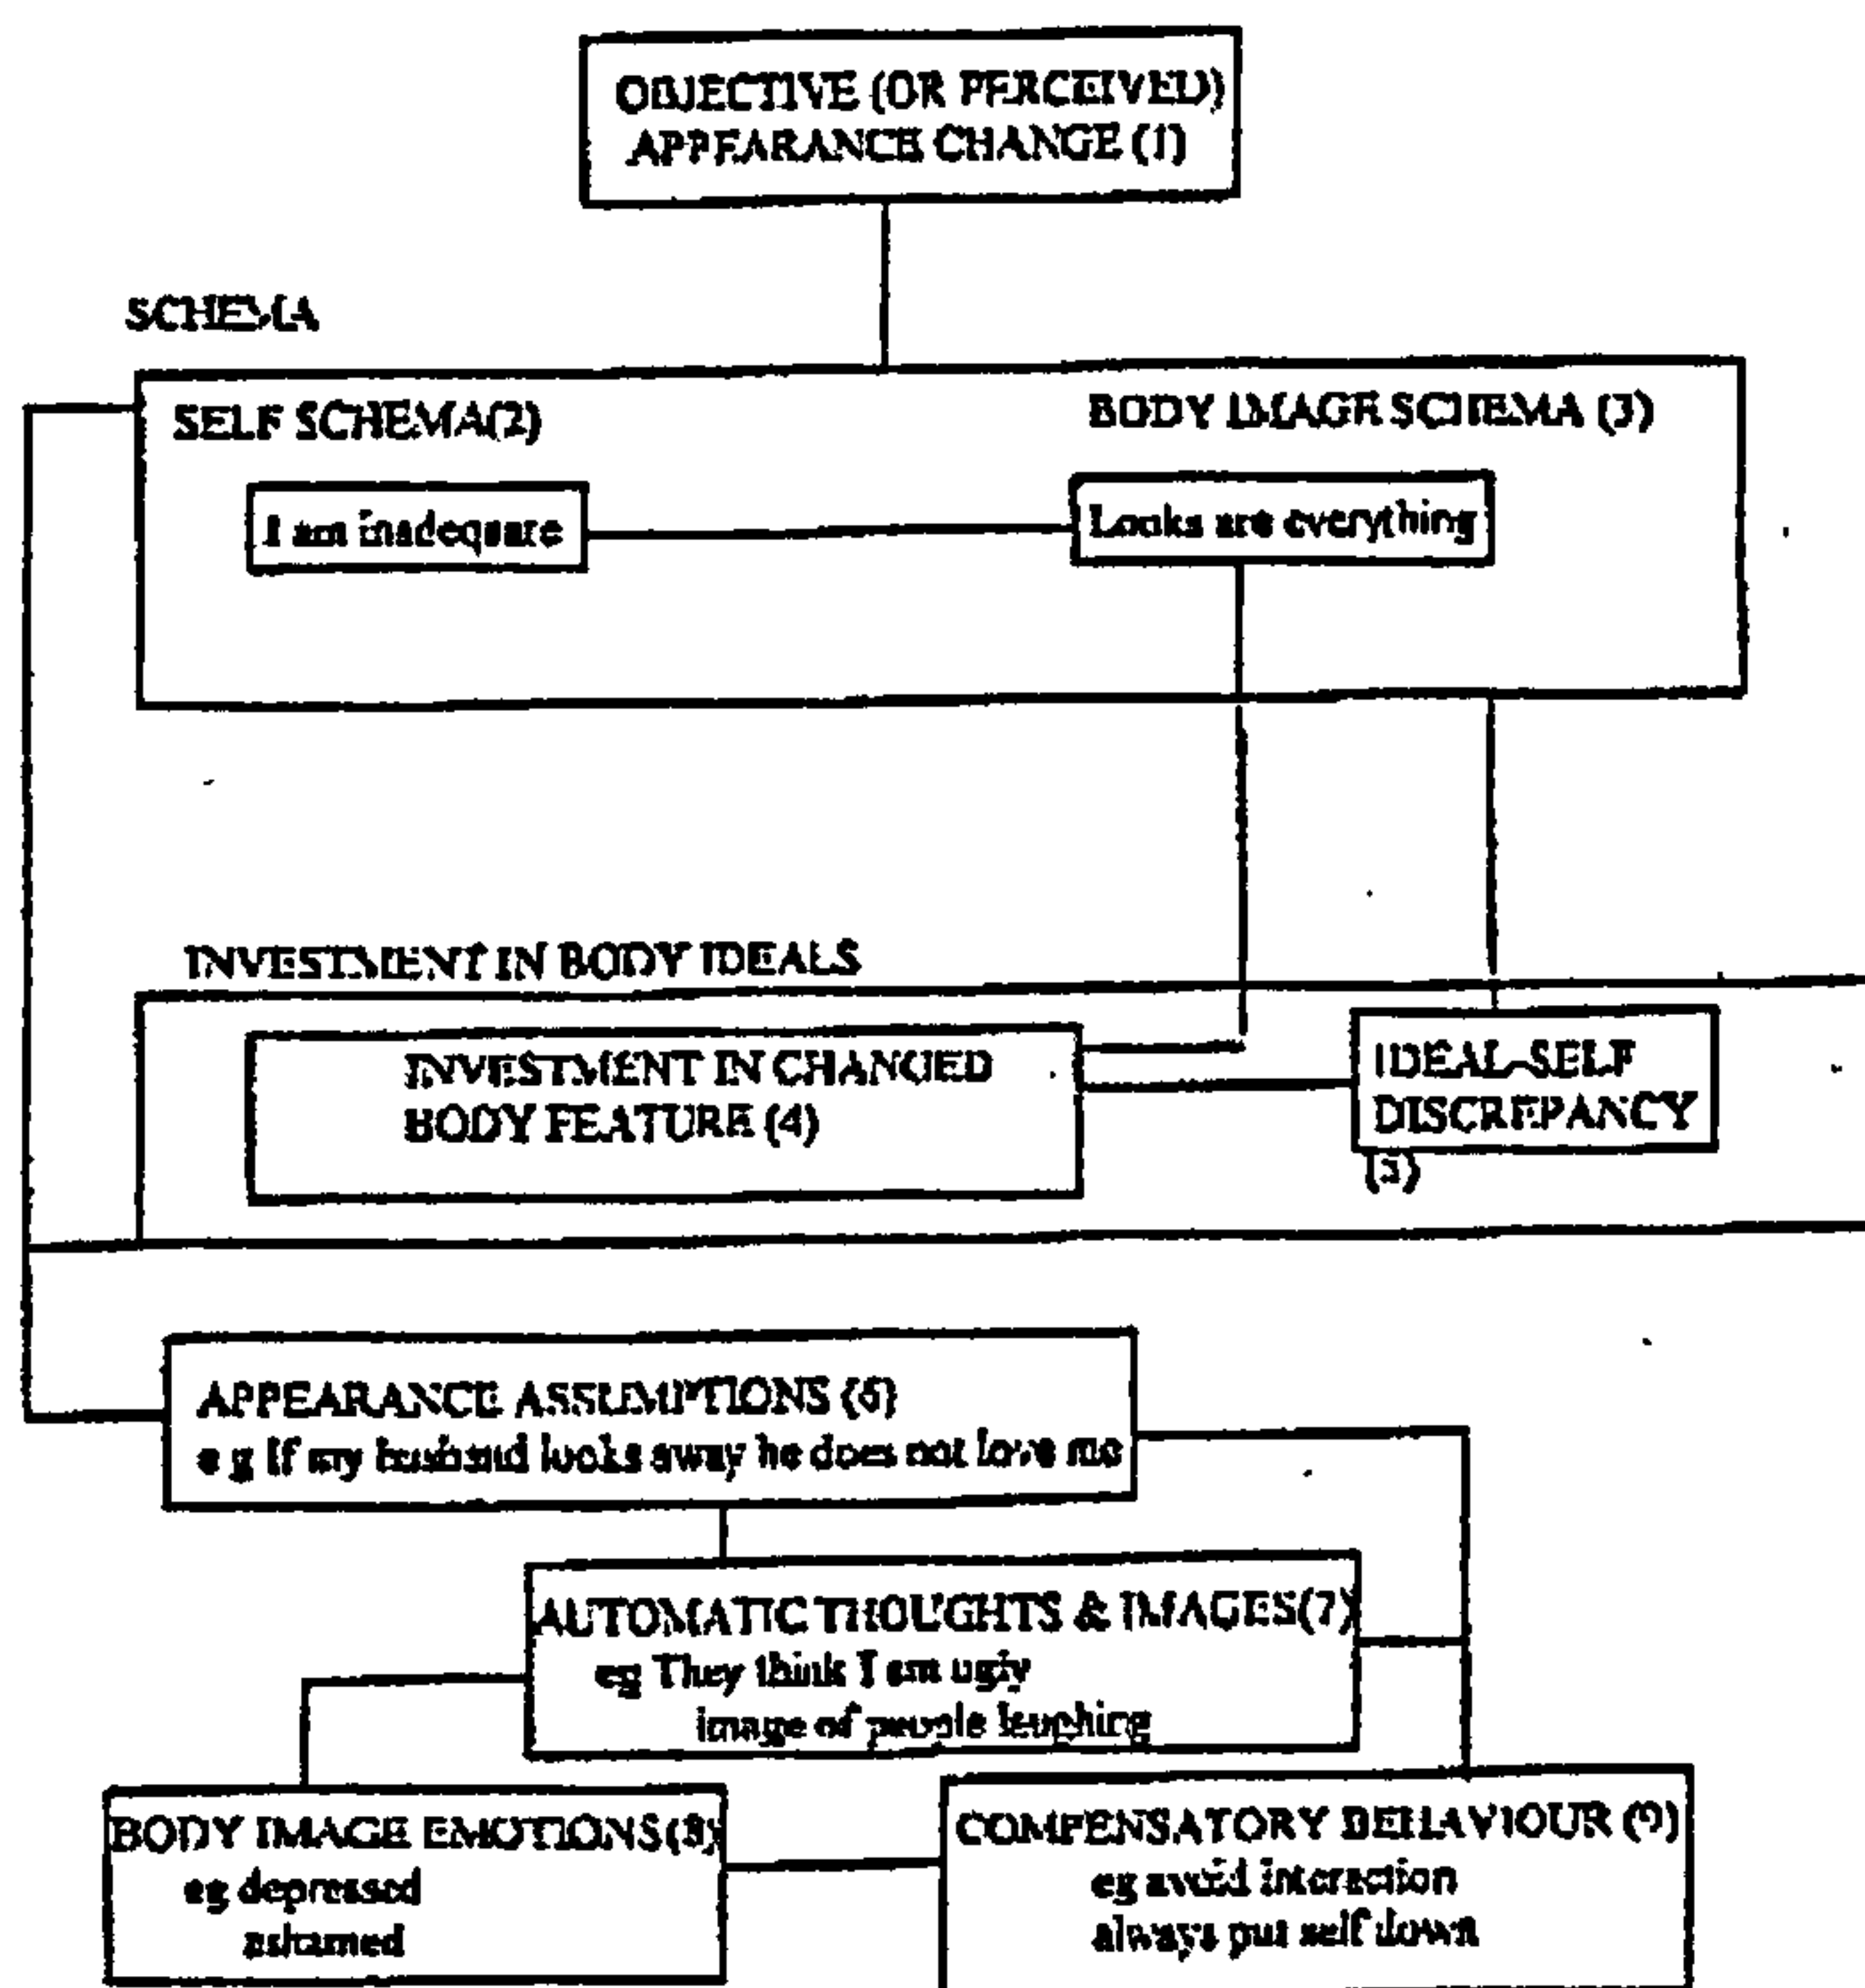 OBJECTIVE (OR PERCEIVED)
APPEARANCE CHANGE (1)
SCHEMA
SELF SCHEMA(2)
BODY IMAGE SCHEMA (3)
I am inadequate
Looks are everything
INVESTMENT IN BODY IDEALS
INVESTMENT IN CHANGED
BODY FEATURE (4)
IDEAL-SELF
DISCREPANCY
(5)
APPEARANCE ASSUMPTIONS (6)
e g If my husband looks away he does not love me
AUTOMATIC THOUGHTS & IMAGES(7)
eg They think I am ugly
image of people laughing
BODY IMAGE EMOTIONS(8)
eg depressed
ashamed
COMPENSATORY BEHAVIOUR (9)
eg avoid interaction
always put self down